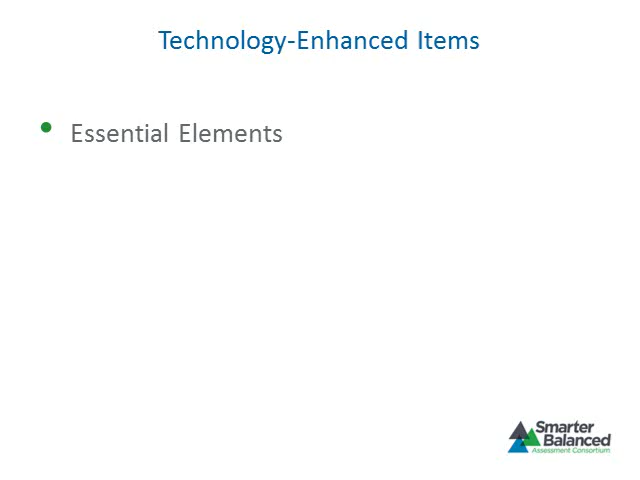 Technology-Enhanced Items
• Essential Elements
Smarter
Balanced
Assessment Consortium